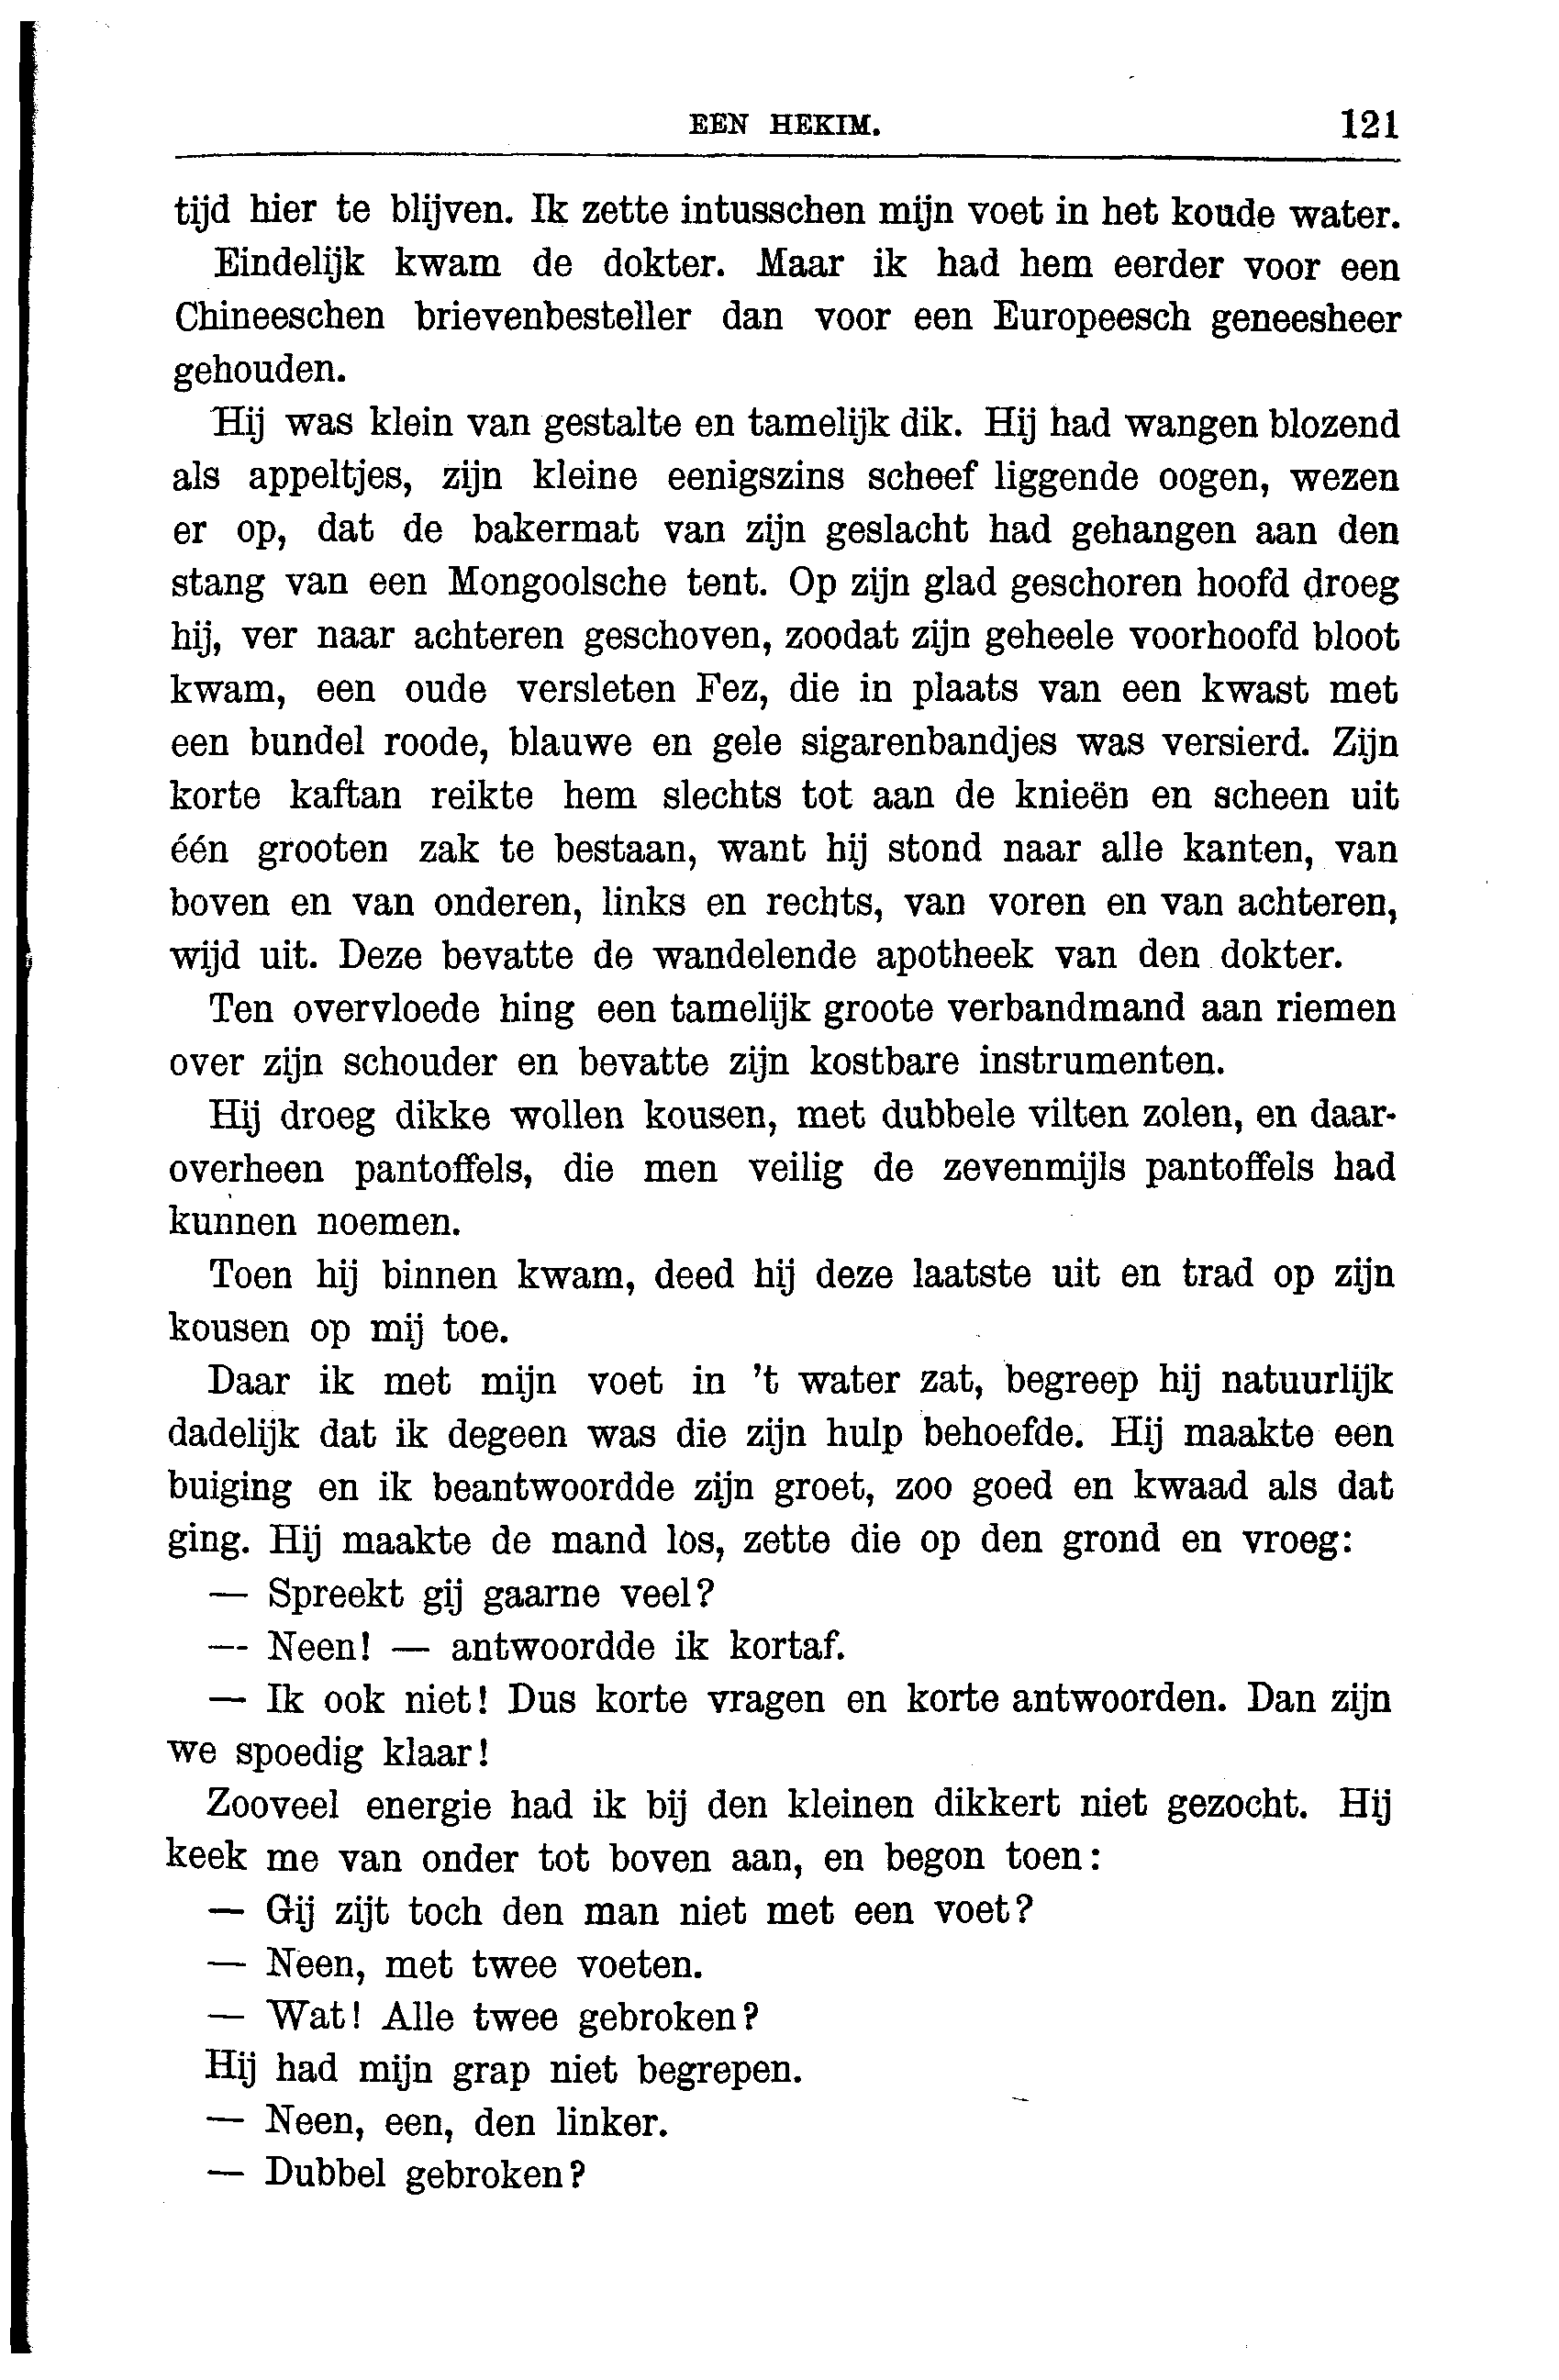 EEN HEKIM. 121
tijd hier te blijven. Ik zette intusschen mijn voet in het koude water.
Eindelijk kwam de dokter. Maar ik had hem eerder voor een
Chineeschen brievenbesteller dan voor een Europeesch geneesheer
gehouden.
Hij was klein van gestalte en tamelijk dik. Hij had wangen blozend
als appeltjes, zijn kleine eenigszins scheef liggende oogen, wezen
er op, dat de bakermat van zijn geslacht had gehangen aan den
stang van een Mongoolsche tent. Op zijn glad geschoren hoofd droeg
hij, ver naar achteren geschoven, zoodat zijn geheele voorhoofd bloot
kwam, een oude versleten Fez, die in plaats van een kwast met
een bundel roode, blauwe en gele sigarenbandjes was versierd. Zijn
korte kaftan reikte hem slechts tot aan de knieën en scheen uit
één grooten zak te bestaan, want hij stond naar alle kanten, van
boven en van onderen, links en rechts, van voren en van achteren,
wijd uit. Deze bevatte de wandelende apotheek van den dokter.
Ten overvloede hing een tamelijk groote verbandmand aan riemen
over zijn schouder en bevatte zijn kostbare instrumenten.
Hij droeg dikke wollen kousen, met dubbele vilten zolen, en daar-
overheen pantoffels, die men veilig de zevenmijls pantoffels had
kunnen noemen.
Toen hij binnen kwam, deed hij deze laatste uit en trad op zijn
kousen op mij toe.
Daar ik met mijn voet in 't water zat, begreep hij natuurlijk
dadelijk dat ik degeen was die zijn hulp behoefde. Hij maakte een
buiging en ik beantwoordde zijn groet, zoo goed en kwaad als dat
ging. Hij maakte de mand los, zette die op den grond en vroeg:
— Spreekt gij gaarne veel?
— Neen! — antwoordde ik kortaf.
— Ik ook niet! Dus korte vragen en korte antwoorden. Dan zijn
we spoedig klaar!
Zooveel energie had ik bij den kleinen dikkert niet gezocht. Hij
keek me van onder tot boven aan, en begon toen:
— Gij zijt toch den man niet met een voet?
— Neen, met twee voeten.
— Wat! Alle twee gebroken?
Hij had mijn grap niet begrepen.
— Neen, een, den linker.
— Dubbel gebroken?